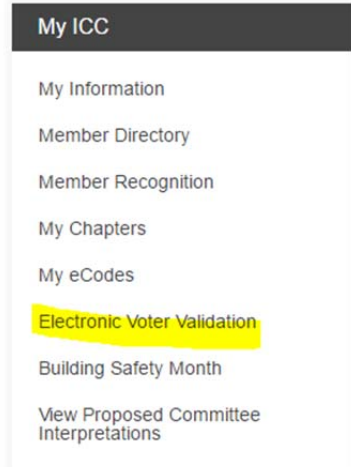 My ICC
My Information
Member Directory
Member Recognition
My Chapters
My eCodes
Electronic Voter Validation
Building Safety Month
View Proposed Committee
Interpretations